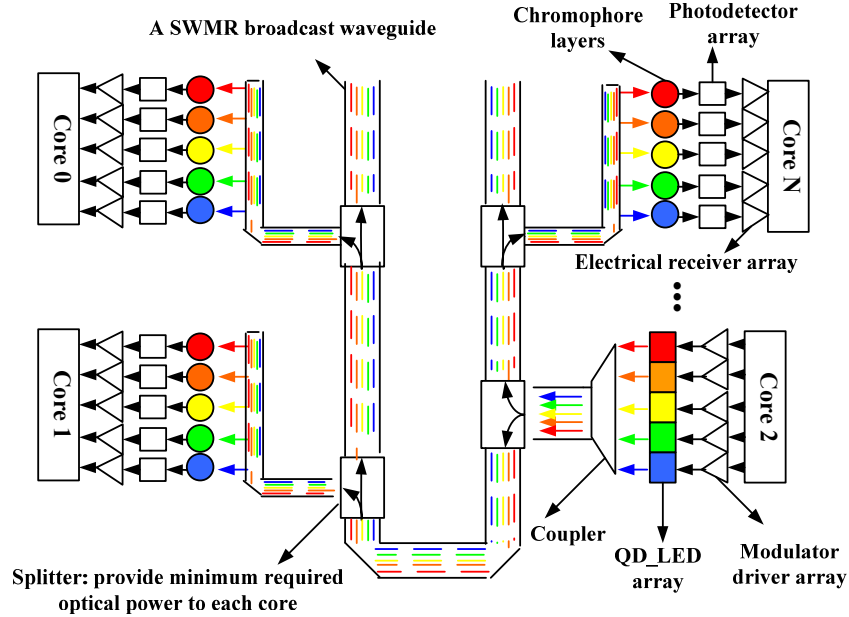 A SWMR broadcast waveguide
Chromophore
layers
Photodetector
array
Core 0
Core N
Electrical receiver array
Core 1
Core 2
Coupler
QD_LED
array
Modulator
driver array
Splitter: provide minimum required
optical power to each core